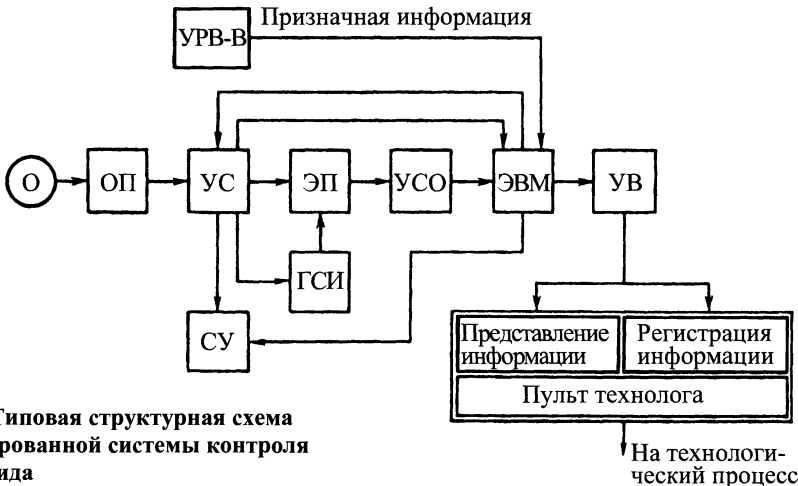 Призначная информация
УРВ-В
О
ОП
УС
ЭП
УСО
ЭВМ
УВ
ГСИ
СУ
Представление
информации
Регистрация
информации
Пульт технолога
Типовая структурная схема
рованной системы контроля
ида
На технологи-
ческий процесс